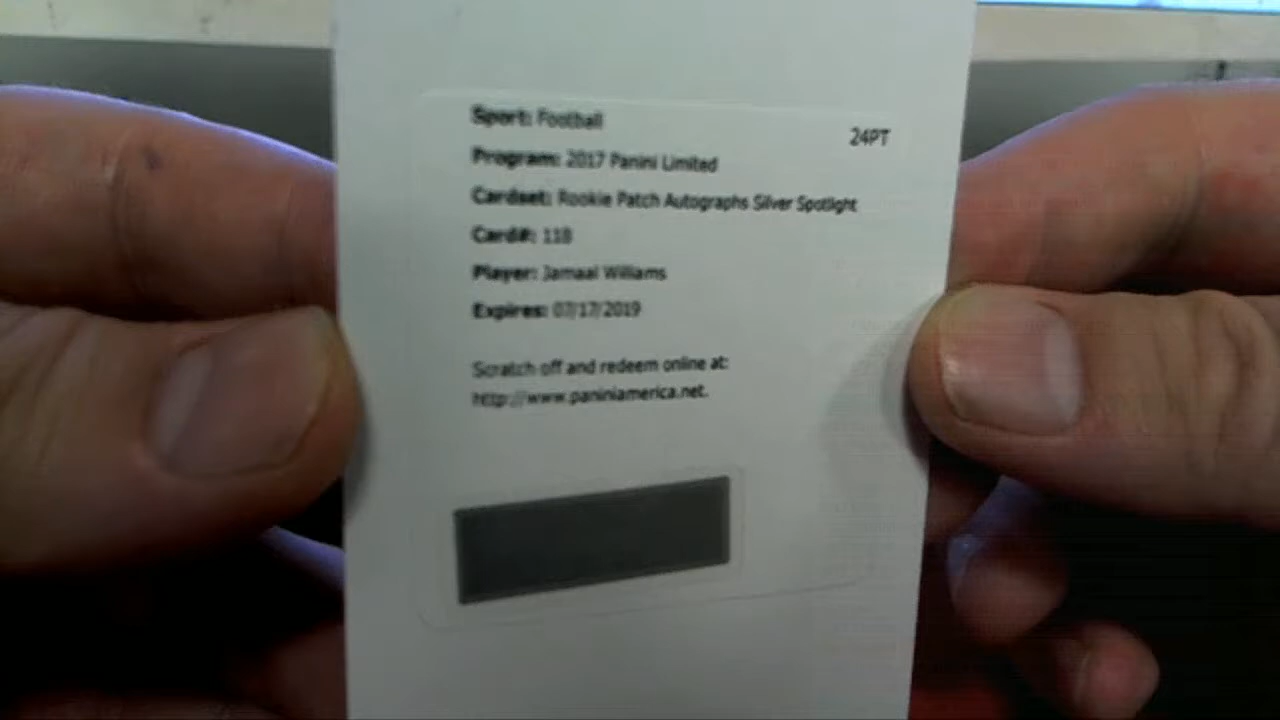 Sport: Football
24PT
Program: 2017 Panini Limited
Cardset: Rookie Patch Autographs Silver Spotlight
Card#: 118
Player: Jamaal Williams
Expires: 07/17/2019
Scratch off and redeem online at:
http://www.paniniamerica.net.